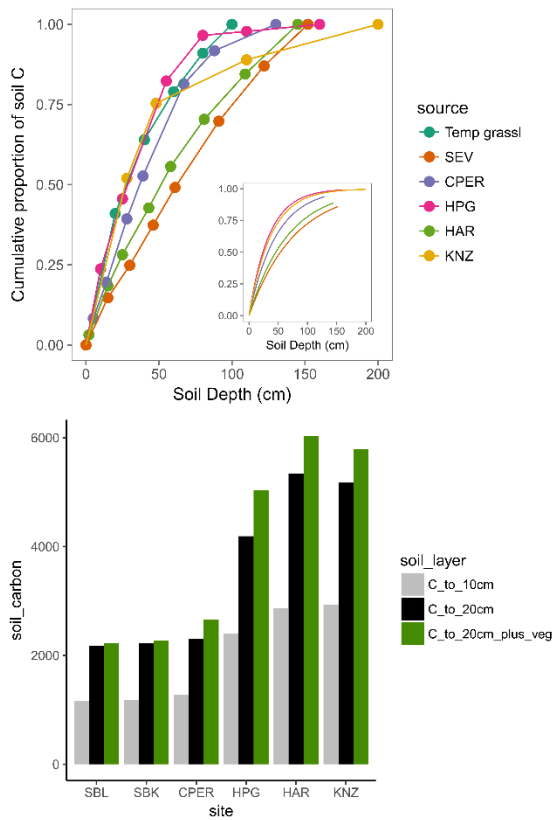 Cumulative proportion of soil C
1.00
0.75
0.50
0.25
0.00
0
50
100
150
200
Soil Depth (cm)
1.00
0.75
0.50
0.25
0.00
0
50
100
150
200
Soil Depth (cm)
source
Temp grassl
SEV
CPER
HPG
HAR
KNZ
soil_carbon
6000
4000
2000
0
SBL
SBK
CPER
HPG
HAR
KNZ
site
soil_layer
C_to_10cm
C_to_20cm
C_to_20cm_plus_veg